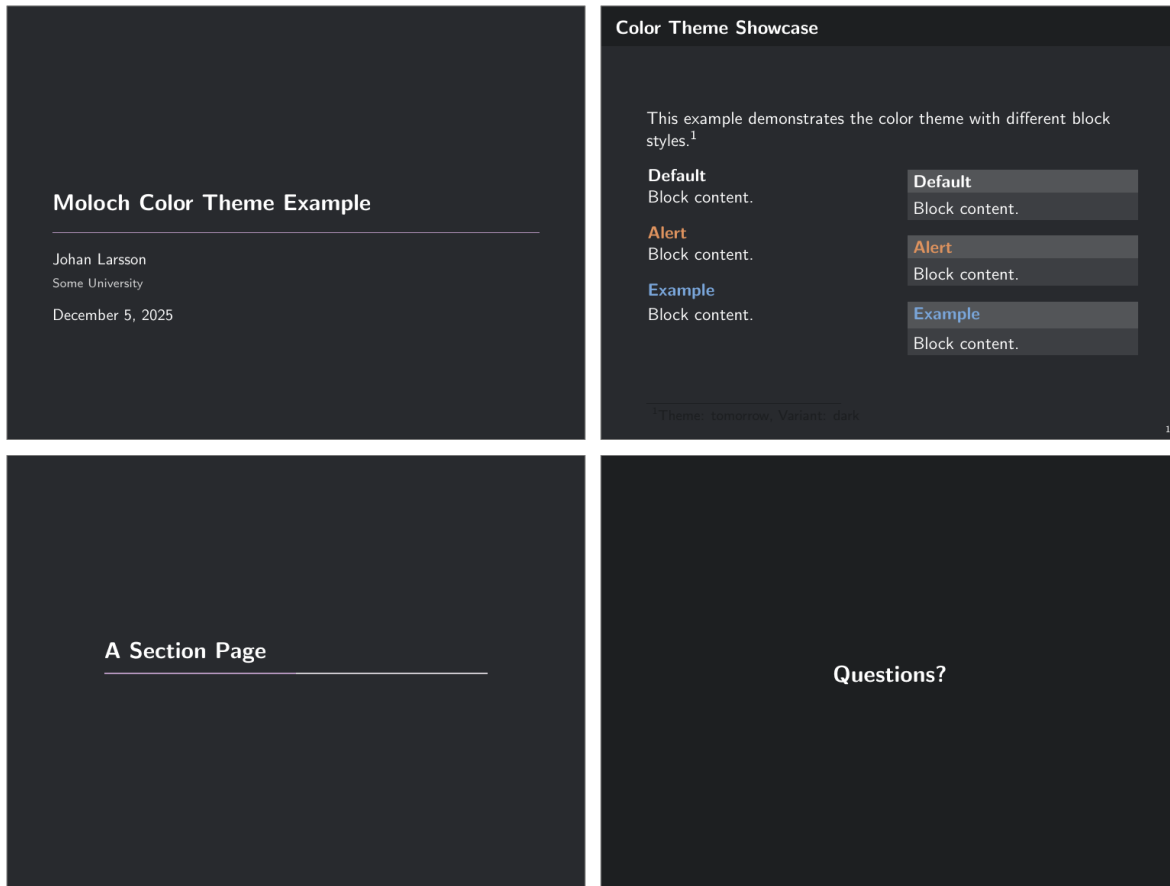 Moloch Color Theme Example
Johan Larsson
Some University
December 5, 2025
Color Theme Showcase
This example demonstrates the color theme with different block
styles.1
Default
Block content.
Alert
Block content.
Example
Block content.
Default
Block content.
Alert
Block content.
Example
Block content.
1Theme: tomorrow, Variant: dark
1
A Section Page
Questions?